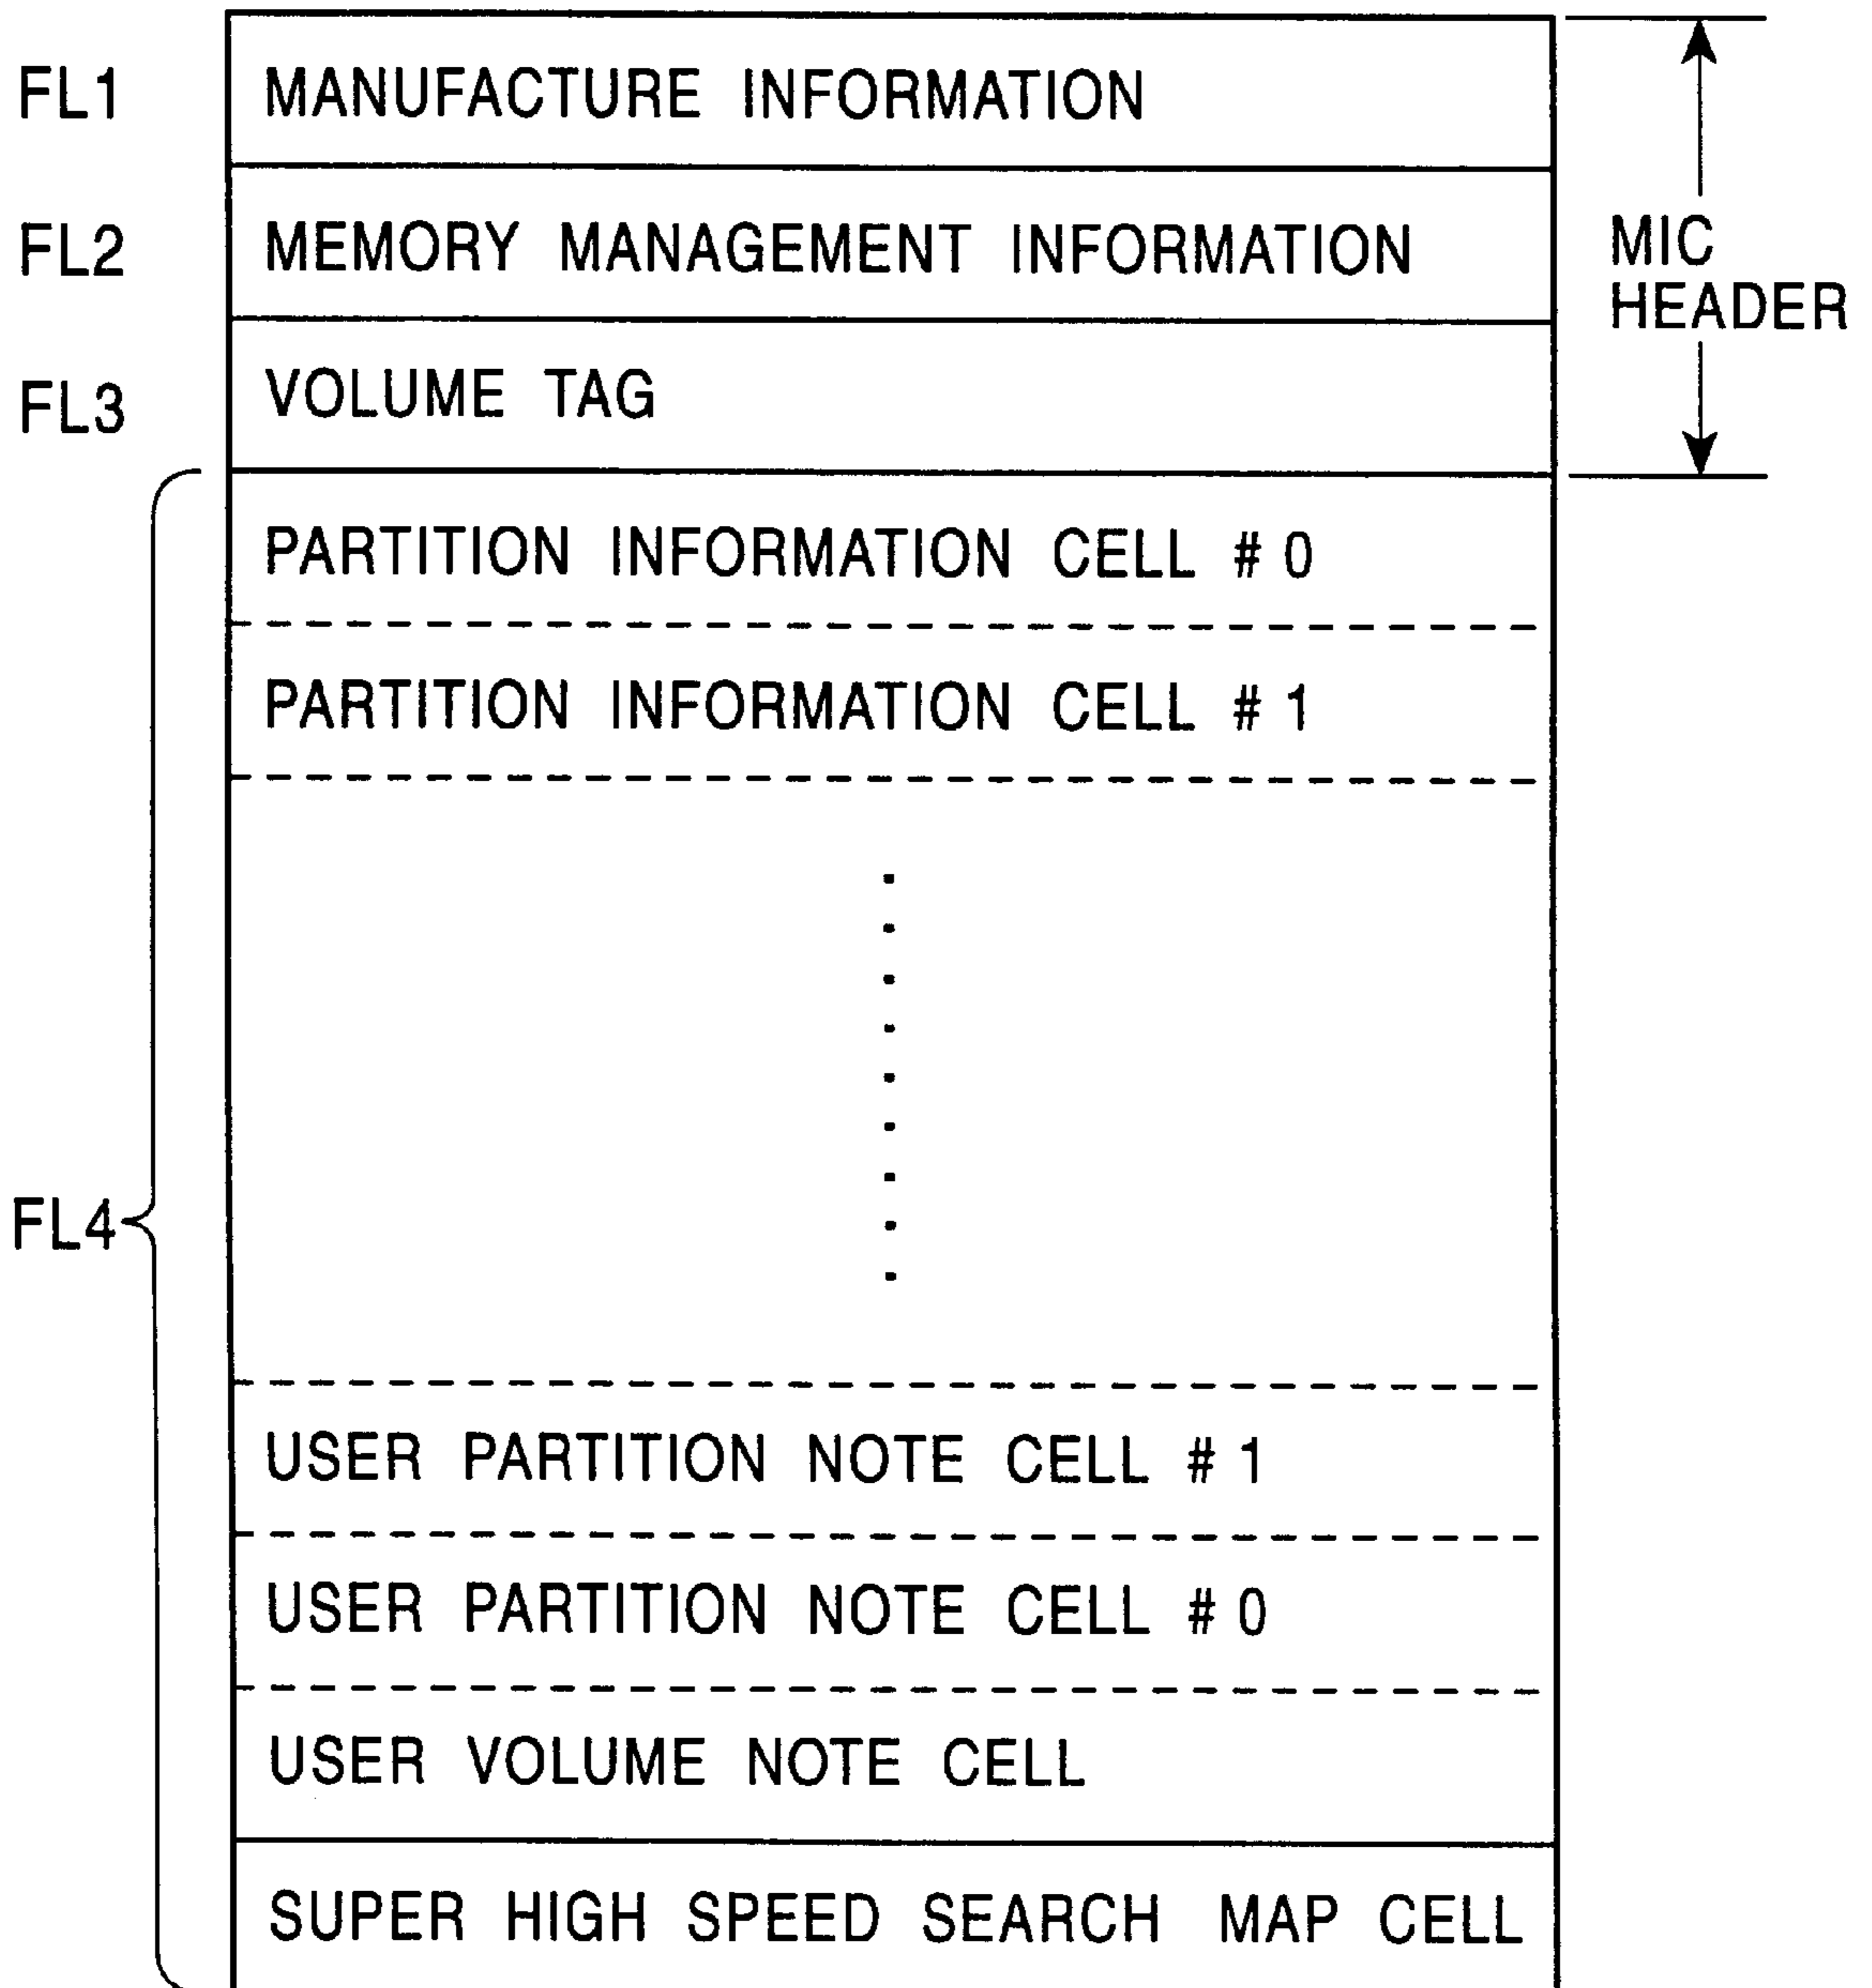 FL1 MANUFACTURE INFORMATION
FL2 MEMORY MANAGEMENT INFORMATION
FL3 VOLUME TAG
MIC
HEADER
FL4
PARTITION INFORMATION CELL # 0
PARTITION INFORMATION CELL # 1
USER PARTITION NOTE CELL # 1
USER PARTITION NOTE CELL # 0
USER VOLUME NOTE CELL
SUPER HIGH SPEED SEARCH MAP CELL